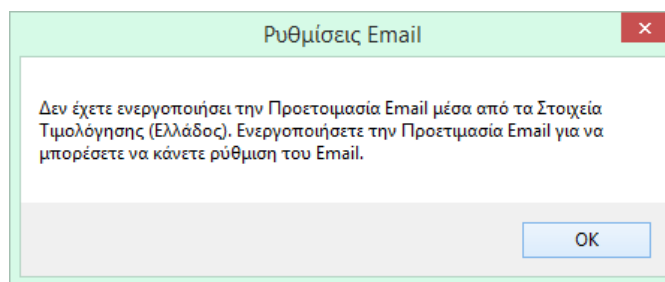 Ρυθμίσεις Email
Δεν έχετε ενεργοποιήσει την Προετοιμασία Email μέσα από τα Στοιχεία
Τιμολόγησης (Ελλάδος). Ενεργοποιήσετε την Προετιμασία Email για να
μπορέσετε να κάνετε ρύθμιση του Email.
OK